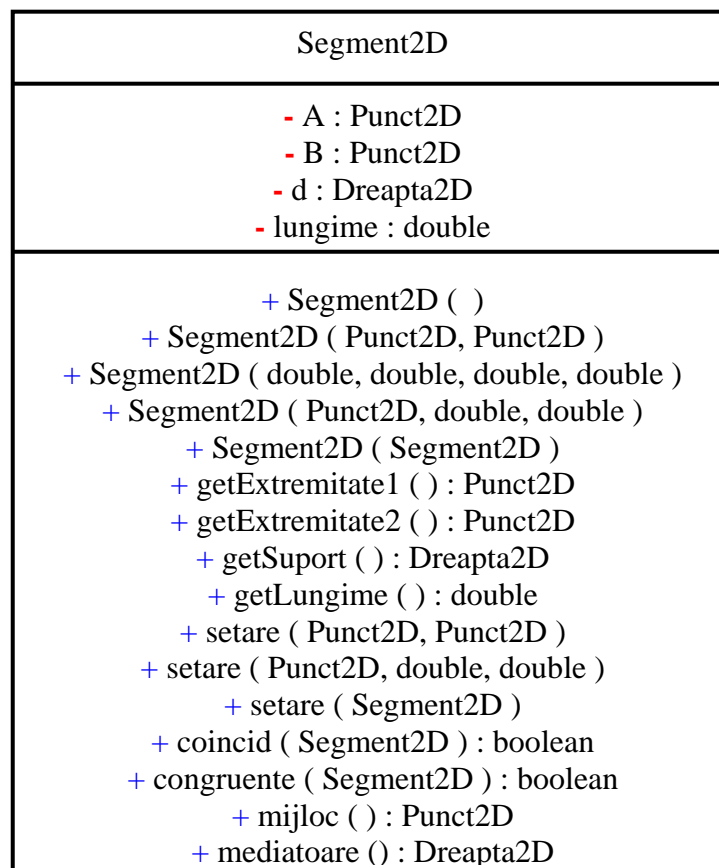 Segment2D
- A : Punct2D
- B : Punct2D
- d : Dreapta2D
- lungime : double
+ Segment2D ( )
+ Segment2D ( Punct2D, Punct2D )
+ Segment2D ( double, double, double, double )
+ Segment2D ( Punct2D, double, double )
+ Segment2D ( Segment2D )
+ getExtremitate1 ( ) : Punct2D
+ getExtremitate2 ( ) : Punct2D
+ getSuport ( ) : Dreapta2D
+ getLungime ( ) : double
+ setare ( Punct2D, Punct2D )
+ setare ( Punct2D, double, double )
+ setare ( Segment2D )
+ coincid ( Segment2D ) : boolean
+ congruente ( Segment2D ) : boolean
+ mijloc ( ) : Punct2D
+ mediatoare () : Dreapta2D